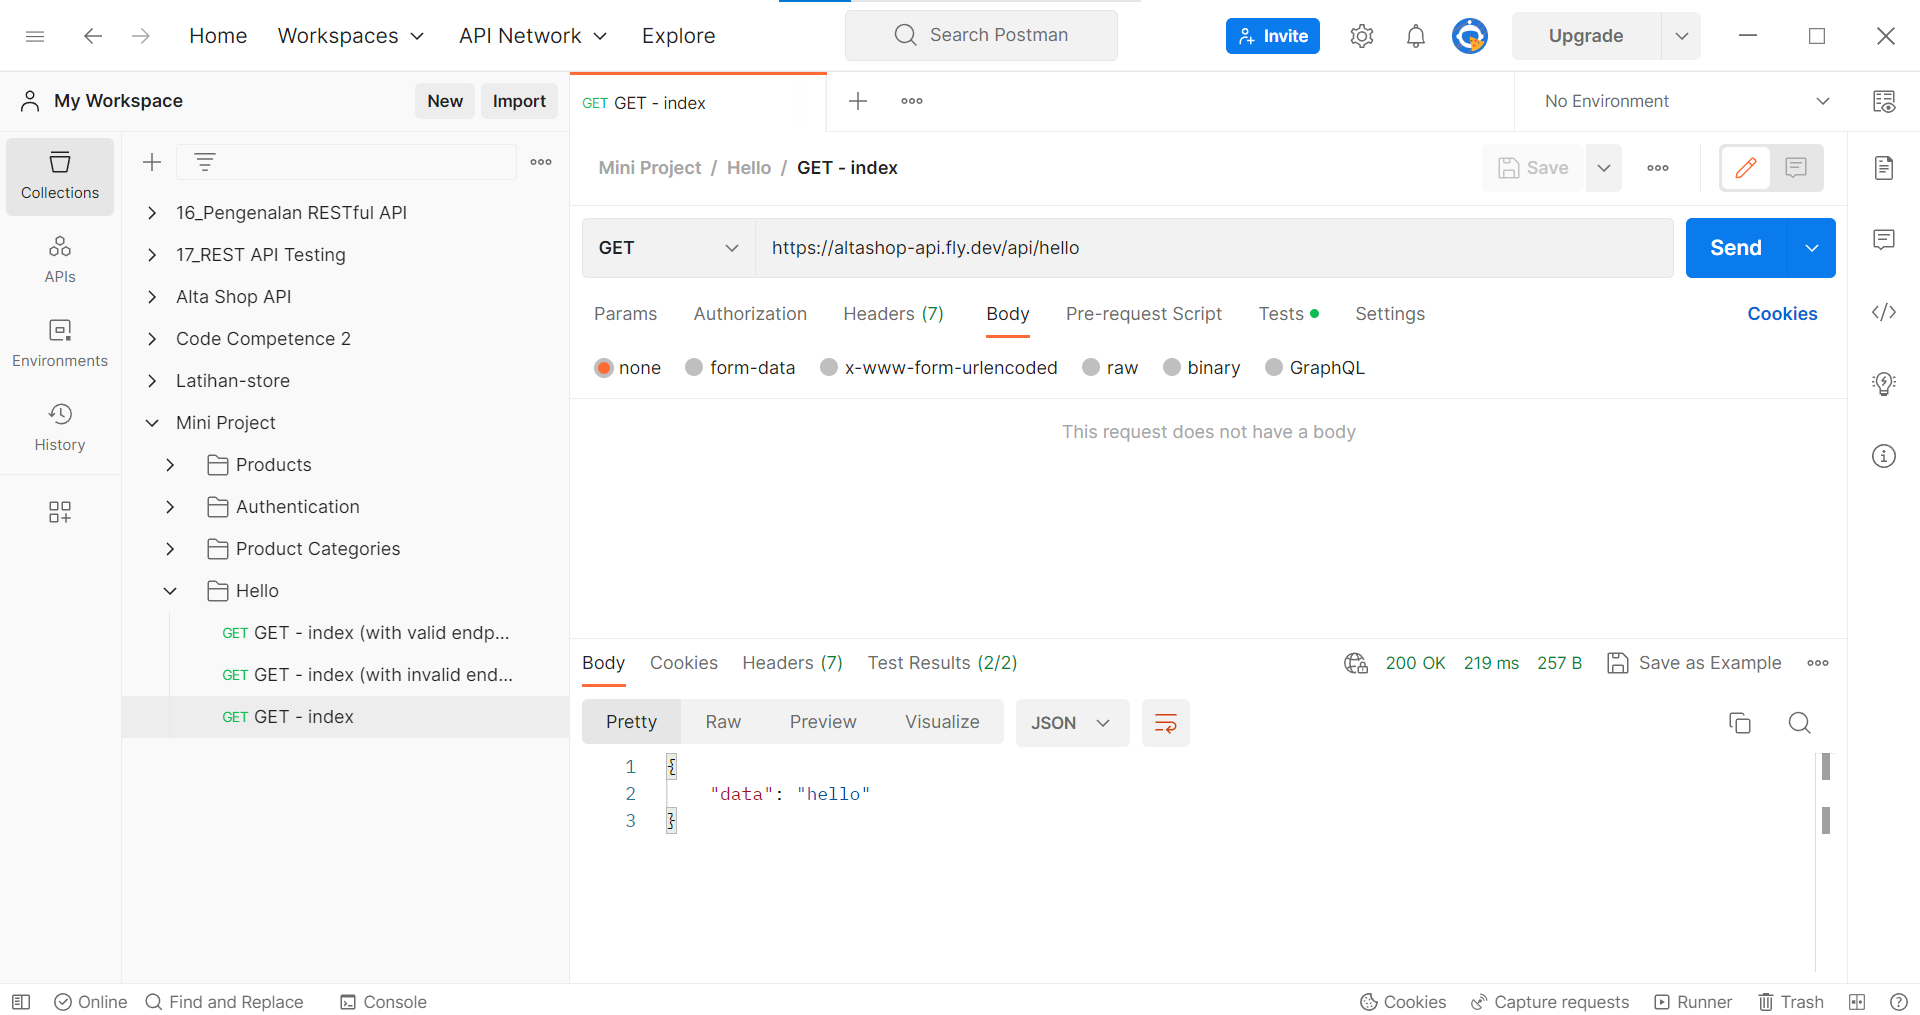 Home Workspaces API Network Explore Search Postman Invite Upgrade
My Workspace New Import
GET GET - index No Environment
Collections
APIs
Environments
History
16_Pengenalan RESTful API
17_REST API Testing
Alta Shop API
Code Competence 2
Latihan-store
Mini Project
Products
Authentication
Product Categories
Hello
GET GET - index (with valid endp...
GET GET - index (with invalid end...
GET GET - index
Mini Project / Hello / GET - index Save
GET https://altashop-api.fly.dev/api/hello Send
Params Authorization Headers (7) Body Pre-request Script Tests Settings Cookies
none form-data x-www-form-urlencoded raw binary GraphQL
This request does not have a body
Body Cookies Headers (7) Test Results (2/2) 200 OK 219 ms 257 B Save as Example
Pretty Raw Preview Visualize JSON
1 {
2 "data": "hello"
3 }
Online Find and Replace Console Cookies Capture requests Runner Trash